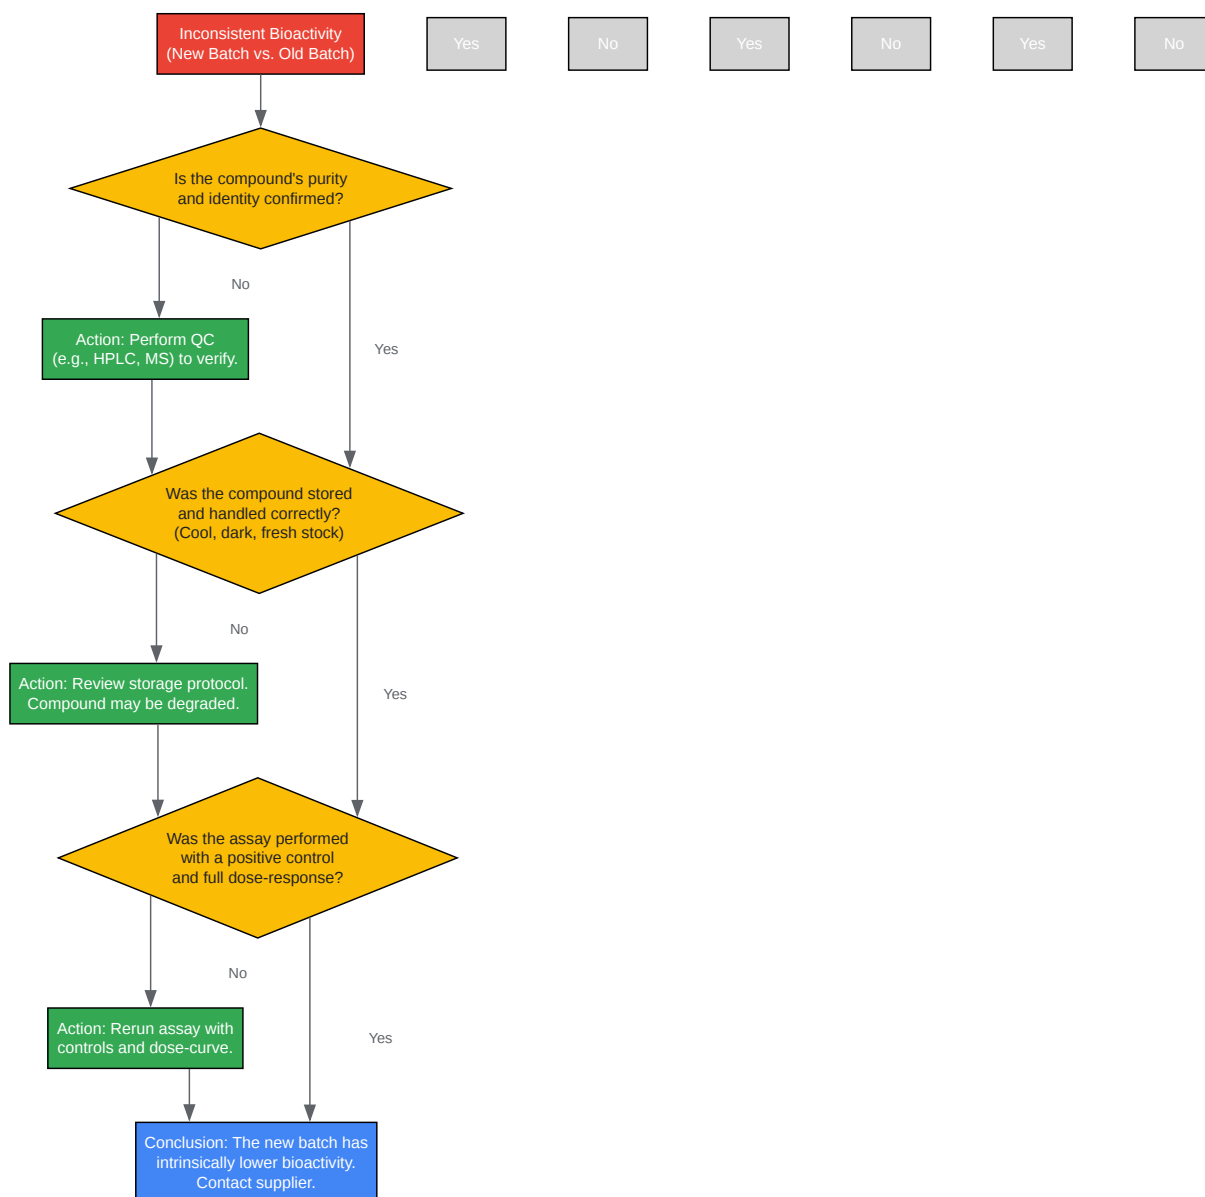 Inconsistent Bioactivity
(New Batch vs. Old Batch)
Yes
No
Yes
No
Yes
No
Is the compound's purity
and identity confirmed?
No
Action: Perform QC
(e.g., HPLC, MS) to verify.
Yes
Was the compound stored
and handled correctly?
(Cool, dark, fresh stock)
No
Action: Review storage protocol.
Compound may be degraded.
Yes
Was the assay performed
with a positive control
and full dose-response?
No
Action: Rerun assay with
controls and dose-curve.
Yes
Conclusion: The new batch has
intrinsically lower bioactivity.
Contact supplier.